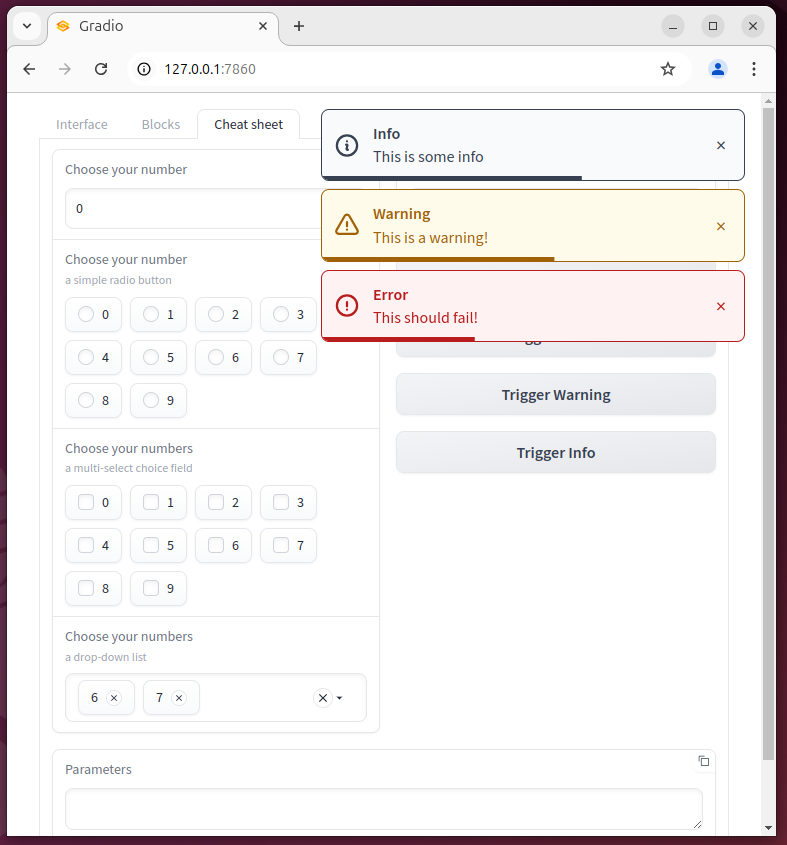 Gradio
127.0.0.1:7860
Interface Blocks Cheat sheet
Info
This is some info
Warning
This is a warning!
Error
This should fail!
Choose your number
0
Choose your number
a simple radio button
0 1 2 3
4 5 6 7
8 9
Choose your numbers
a multi-select choice field
0 1 2 3
4 5 6 7
8 9
Choose your numbers
a drop-down list
6 7
Trigger Warning
Trigger Info
Parameters